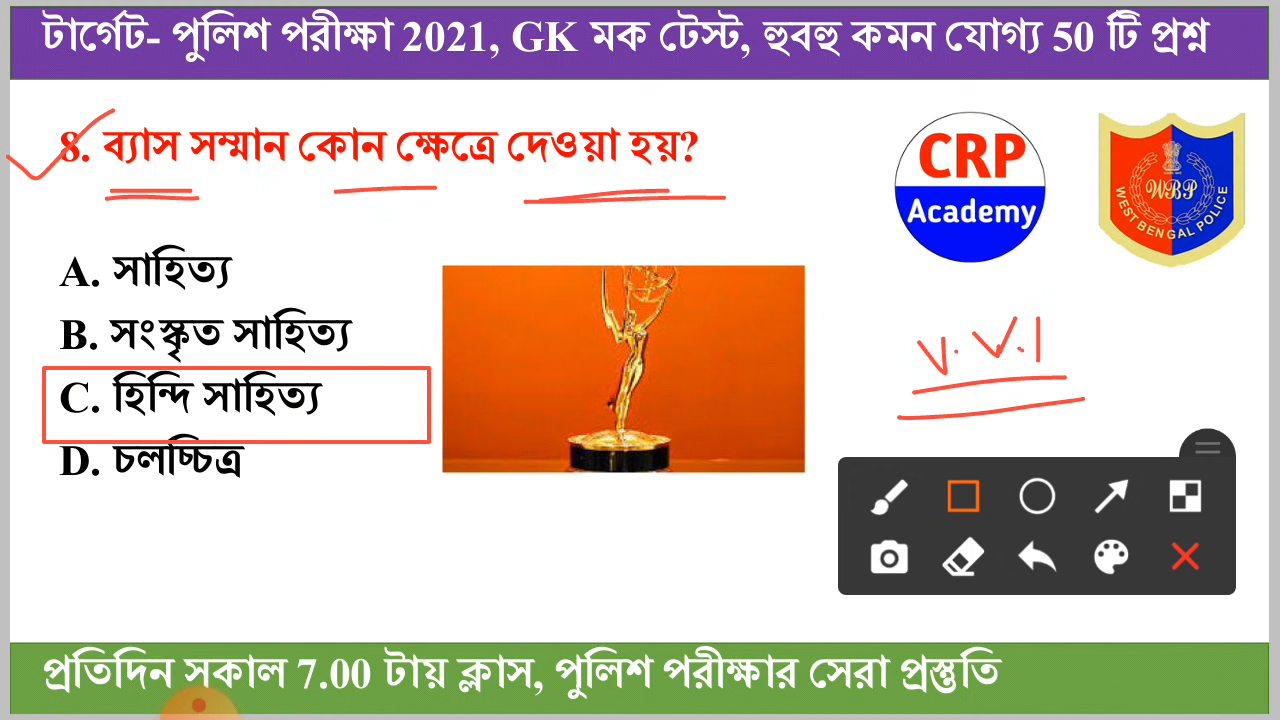 টার্গেট- পুলিশ পরীক্ষা 2021, GK মক টেস্ট, হুবহু কমন যোগ্য 50 টি প্রশ্ন
8. ব্যাস সম্মান কোন ক্ষেত্রে দেওয়া হয়?
CRP
Academy
WBP
WEST BENGAL POLICE
A. সাহিত্য
B. সংস্কৃত সাহিত্য
C. হিন্দি সাহিত্য
D. চলচ্চিত্র
V. V. I
প্রতিদিন সকাল 7.00 টায় ক্লাস, পুলিশ পরীক্ষার সেরা প্রস্তুতি